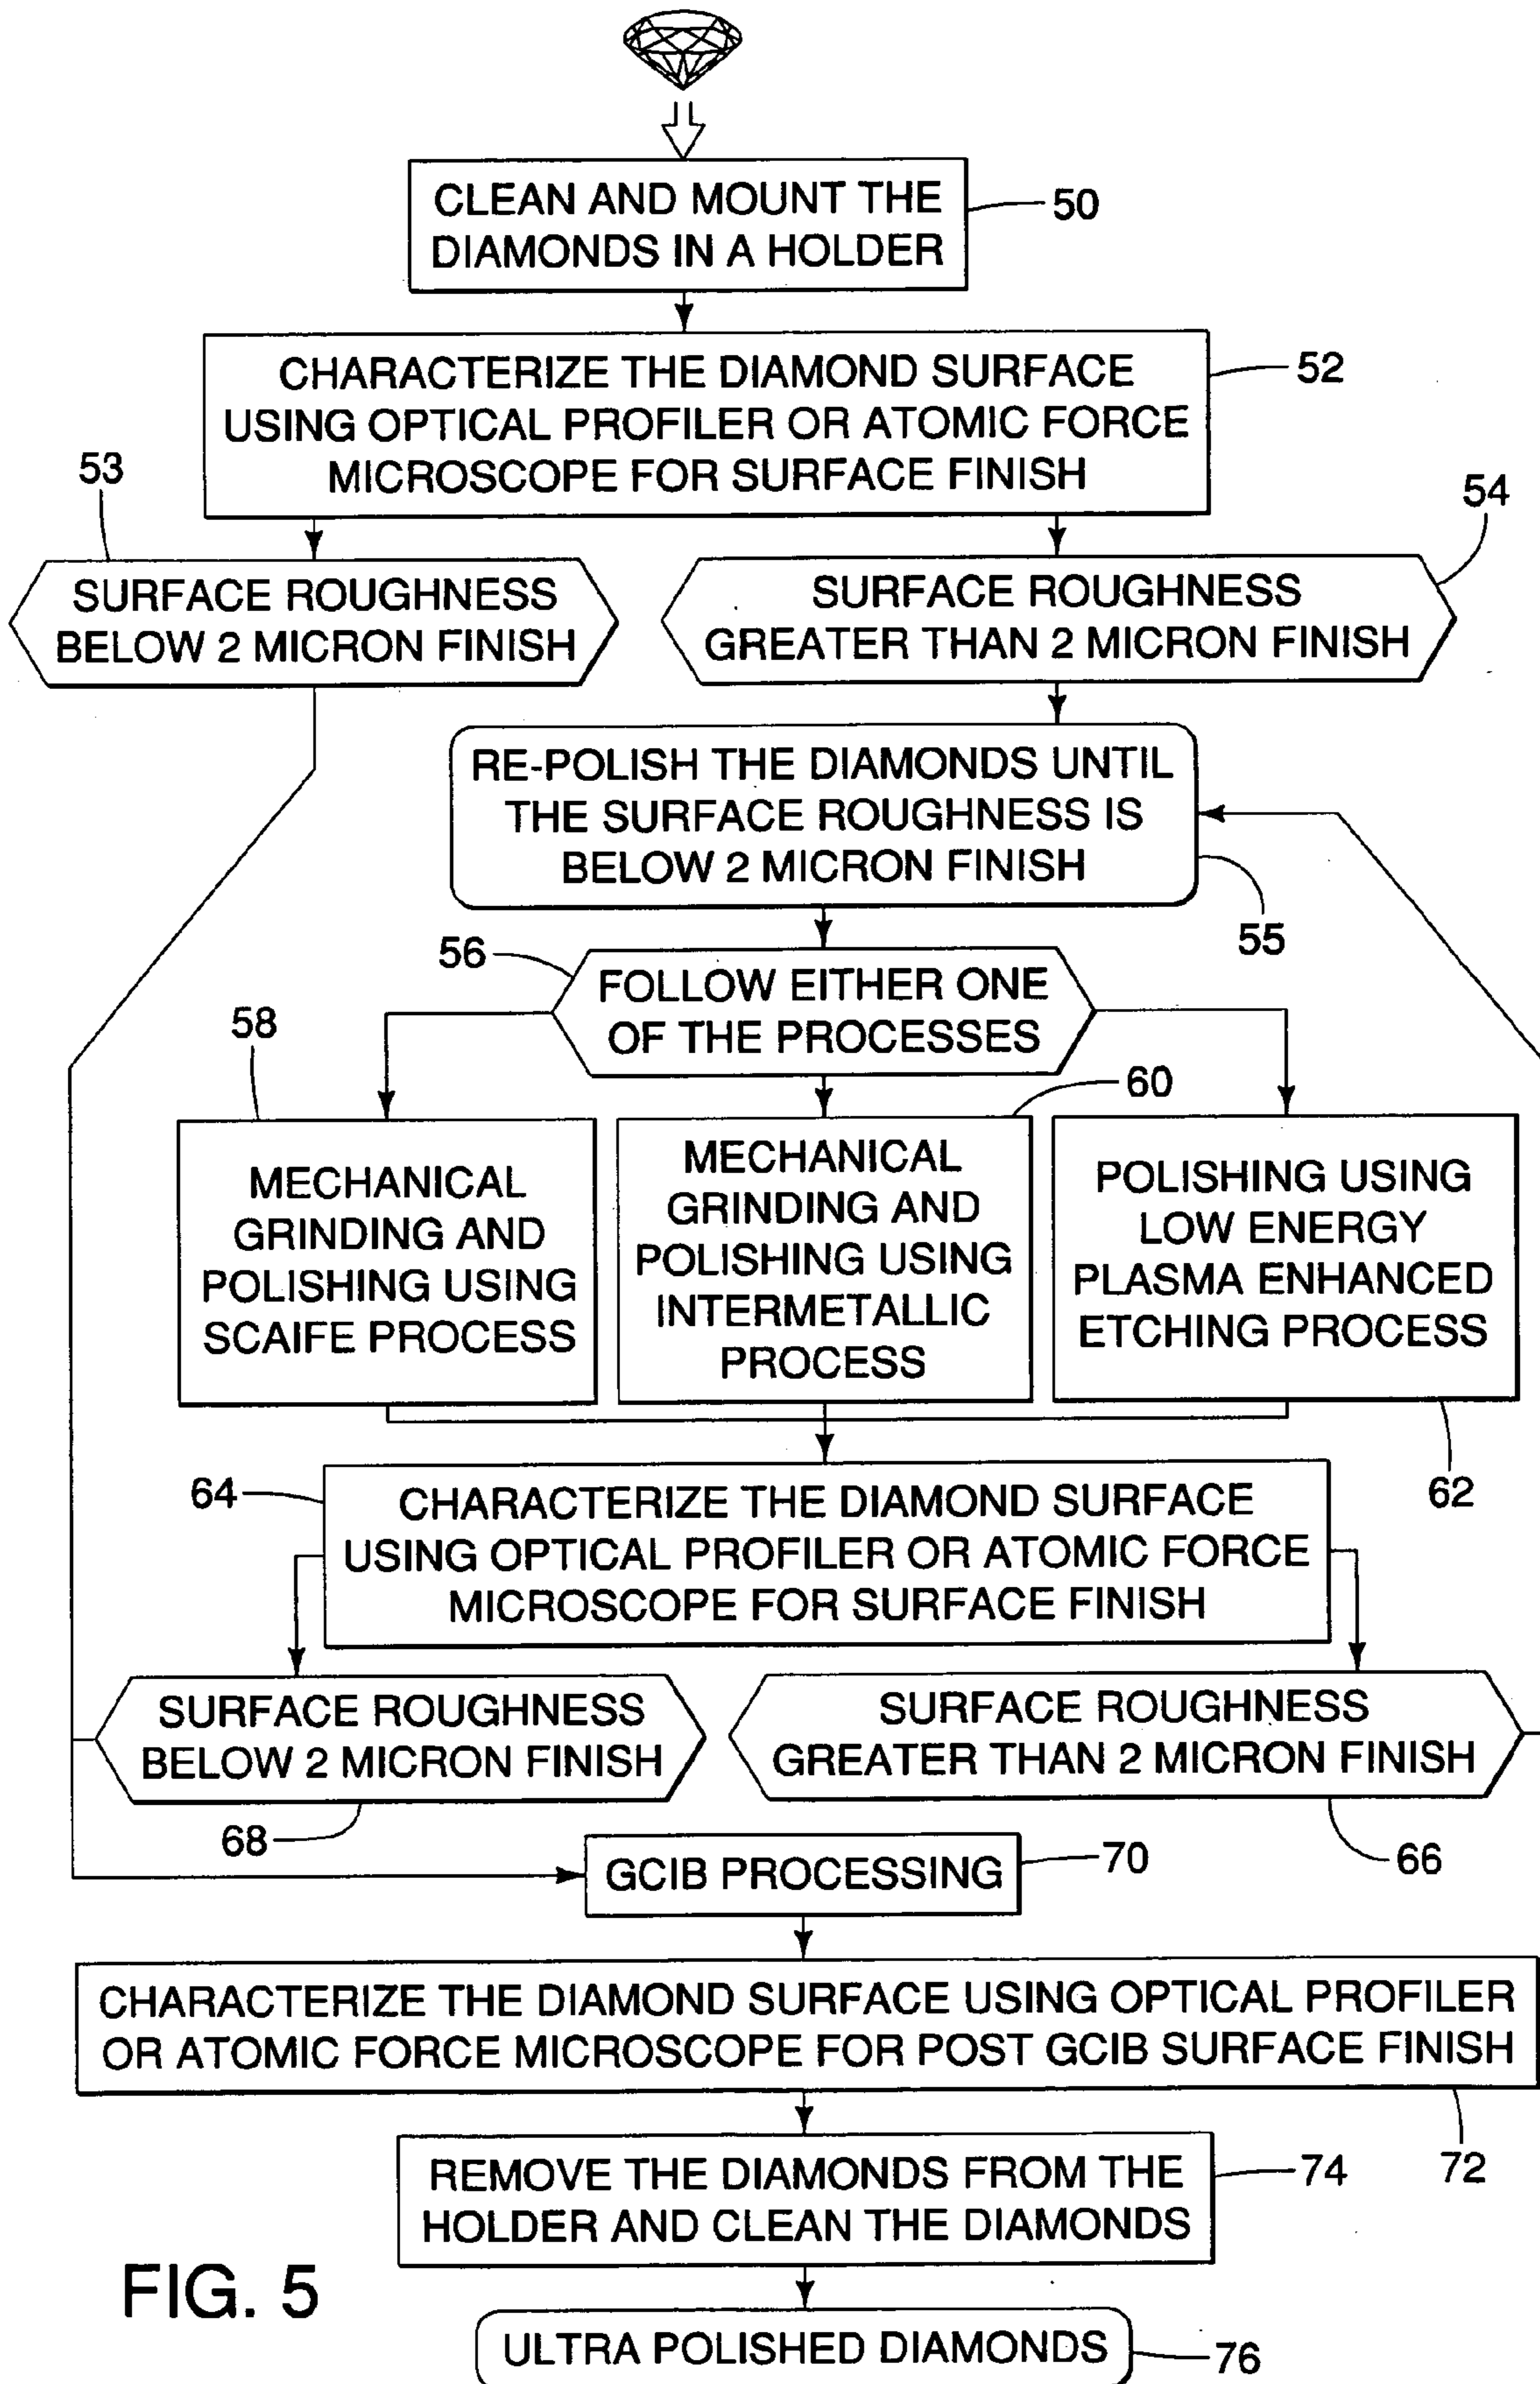 CLEAN AND MOUNT THE
DIAMONDS IN A HOLDER
50
CHARACTERIZE THE DIAMOND SURFACE
USING OPTICAL PROFILER OR ATOMIC FORCE
MICROSCOPE FOR SURFACE FINISH
52
53
SURFACE ROUGHNESS
BELOW 2 MICRON FINISH
54
SURFACE ROUGHNESS
GREATER THAN 2 MICRON FINISH
RE-POLISH THE DIAMONDS UNTIL
THE SURFACE ROUGHNESS IS
BELOW 2 MICRON FINISH
55
56
FOLLOW EITHER ONE
OF THE PROCESSES
58
MECHANICAL
GRINDING AND
POLISHING USING
SCAIFE PROCESS
60
MECHANICAL
GRINDING AND
POLISHING USING
INTERMETALLIC
PROCESS
POLISHING USING
LOW ENERGY
PLASMA ENHANCED
ETCHING PROCESS
62
64
CHARACTERIZE THE DIAMOND SURFACE
USING OPTICAL PROFILER OR ATOMIC FORCE
MICROSCOPE FOR SURFACE FINISH
SURFACE ROUGHNESS
BELOW 2 MICRON FINISH
68
SURFACE ROUGHNESS
GREATER THAN 2 MICRON FINISH
66
GCIB PROCESSING
70
CHARACTERIZE THE DIAMOND SURFACE USING OPTICAL PROFILER
OR ATOMIC FORCE MICROSCOPE FOR POST GCIB SURFACE FINISH
72
REMOVE THE DIAMONDS FROM THE
HOLDER AND CLEAN THE DIAMONDS
74
FIG. 5
ULTRA POLISHED DIAMONDS
76